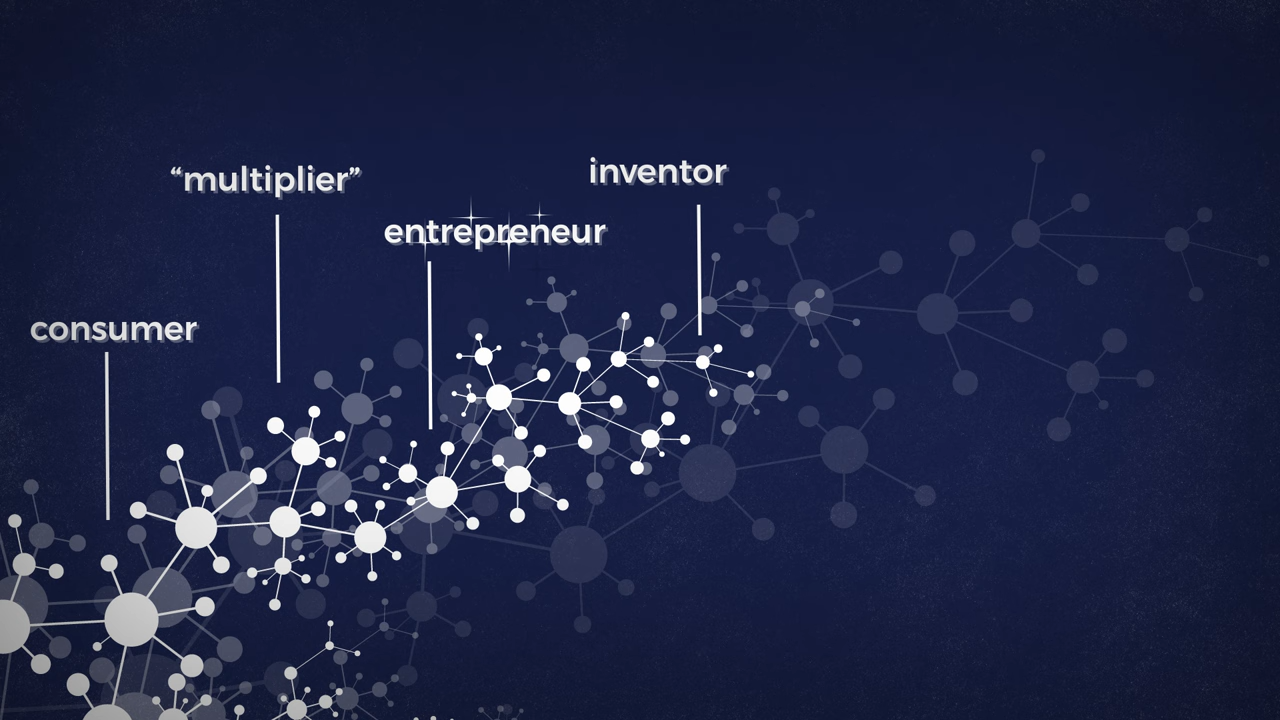 “multiplier”
inventor
entrepreneur
consumer